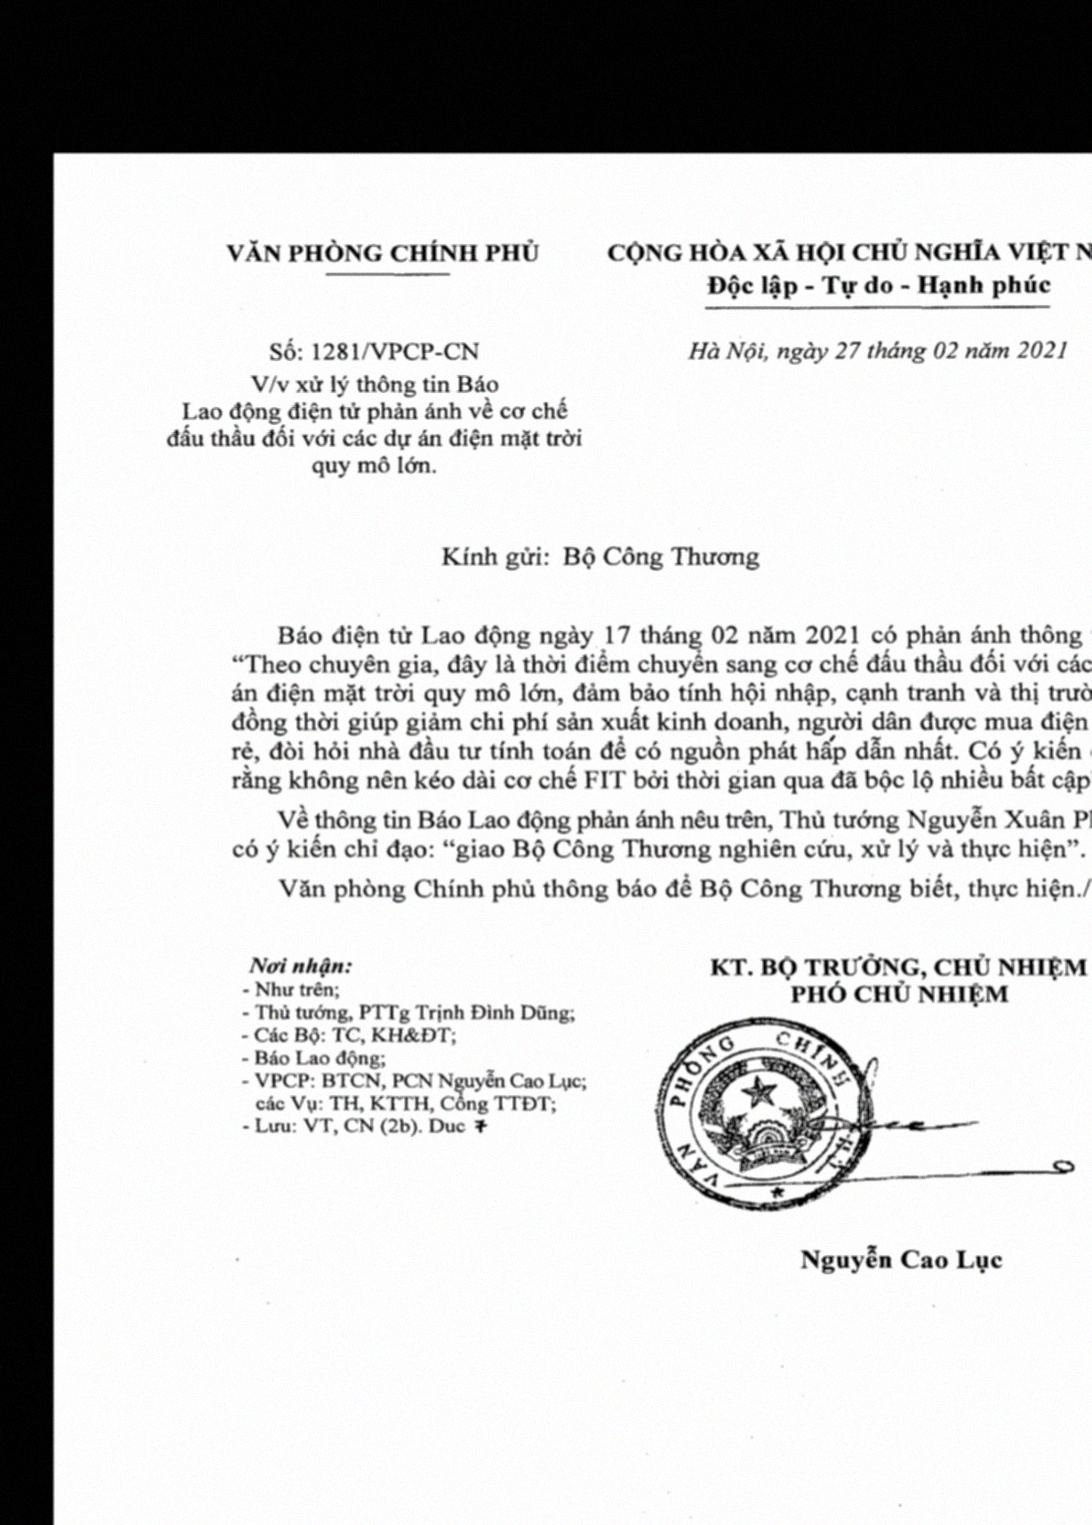 VĂN PHÒNG CHÍNH PHỦ
CỘNG HÒA XÃ HỘI CHỦ NGHĨA VIỆT N
Độc lập - Tự do - Hạnh phúc
Số: 1281/VPCP-CN
Hà Nội, ngày 27 tháng 02 năm 2021
V/v xử lý thông tin Báo
Lao động điện tử phản ánh về cơ chế
đấu thầu đối với các dự án điện mặt trời
quy mô lớn.
Kính gửi: Bộ Công Thương
Báo điện tử Lao động ngày 17 tháng 02 năm 2021 có phản ánh thông
“Theo chuyên gia, đây là thời điểm chuyển sang cơ chế đấu thầu đối với các
án điện mặt trời quy mô lớn, đảm bảo tính hội nhập, cạnh tranh và thị trườ
đồng thời giúp giảm chi phí sản xuất kinh doanh, người dân được mua điện
rẻ, đòi hỏi nhà đầu tư tính toán để có nguồn phát hấp dẫn nhất. Có ý kiến
rằng không nên kéo dài cơ chế FIT bởi thời gian qua đã bộc lộ nhiều bất cập
Về thông tin Báo Lao động phản ánh nêu trên, Thủ tướng Nguyễn Xuân Ph
có ý kiến chỉ đạo: “giao Bộ Công Thương nghiên cứu, xử lý và thực hiện”.
Văn phòng Chính phủ thông báo để Bộ Công Thương biết, thực hiện./
Nơi nhận:
- Như trên;
- Thủ tướng, PTTg Trịnh Đình Dũng;
- Các Bộ: TC, KH&ĐT;
- Báo Lao động;
- VPCP: BTCN, PCN Nguyễn Cao Lục;
các Vụ: TH, KTTH, Cổng TTĐT;
- Lưu: VT, CN (2b). Duc
KT. BỘ TRƯỞNG, CHỦ NHIỆM
PHÓ CHỦ NHIỆM
VĂN PHÒNG CHÍNH PHỦ
Nguyễn Cao Lục